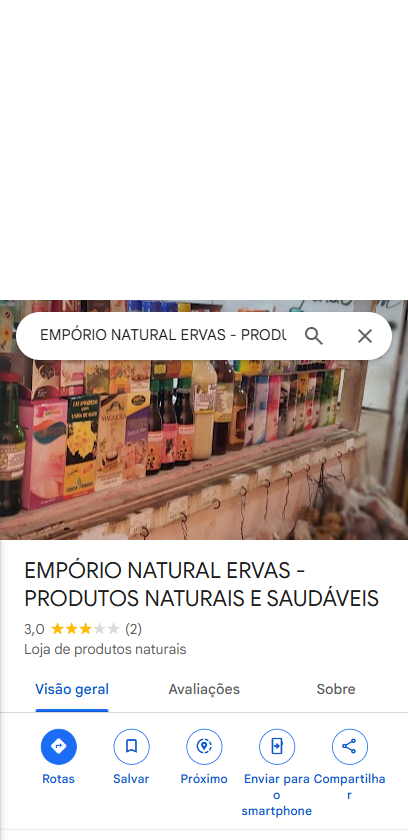 EMPÓRIO NATURAL ERVAS - PRODU
EMPÓRIO NATURAL ERVAS -
PRODUTOS NATURAIS E SAUDÁVEIS
3,0 (2)
Loja de produtos naturais
Visão geral Avaliações Sobre
Rotas Salvar Próximo Enviar para o smartphone Compartilhar